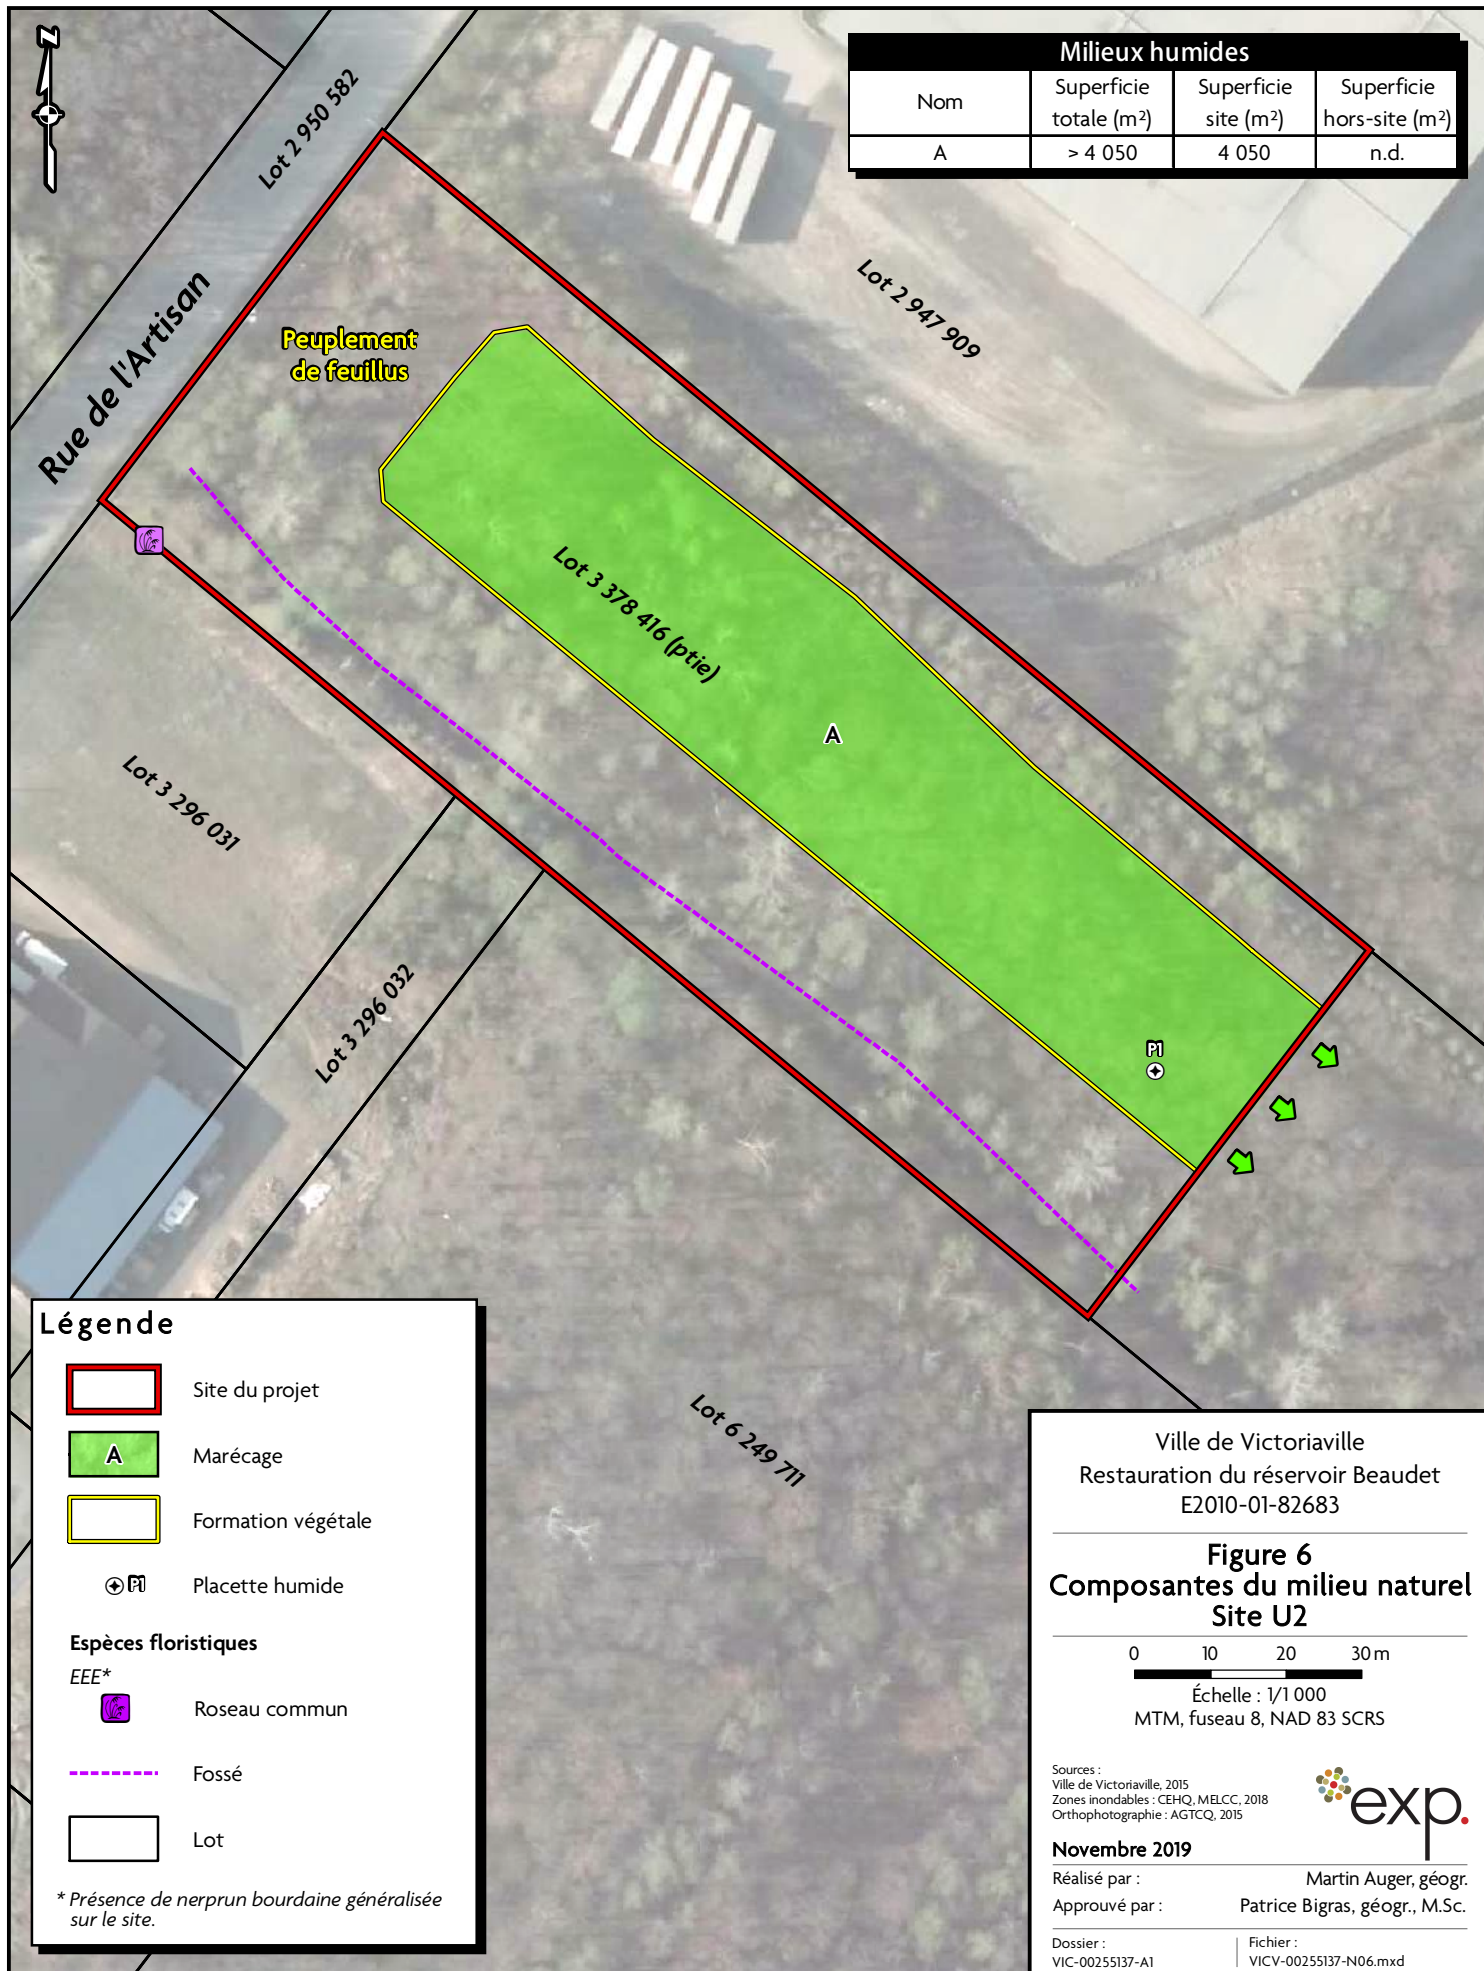 N
Milieux humides
Nom
Superficie totale (m²)
Superficie site (m²)
Superficie hors-site (m²)
A
> 4 050
4 050
n.d.
Lot 2 950 582
Rue de l'Artisan
Lot 2 947 909
Peuplement
de feuillus
Lot 3 378 416 (ptie)
A
Lot 3 296 031
Lot 3 296 032
P1
Lot 6 249 711
Légende
Site du projet
A
Marécage
Formation végétale
P1
Placette humide
Espèces floristiques
EEE*
Roseau commun
Fossé
Lot
* Présence de nerprun bourdaine généralisée
sur le site.
Ville de Victoriaville
Restauration du réservoir Beaudet
E2010-01-82683
Figure 6
Composantes du milieu naturel
Site U2
0 10 20 30 m
Échelle : 1/1 000
MTM, fuseau 8, NAD 83 SCRS
Sources :
Ville de Victoriaville, 2015
Zones inondables : CEHQ, MELCC, 2018
Orthophotographie : AGTCQ, 2015
exp.
Novembre 2019
Réalisé par : Martin Auger, géogr.
Approuvé par : Patrice Bigras, géogr., M.Sc.
Dossier :
VIC-00255137-A1
Fichier :
VICV-00255137-N06.mxd